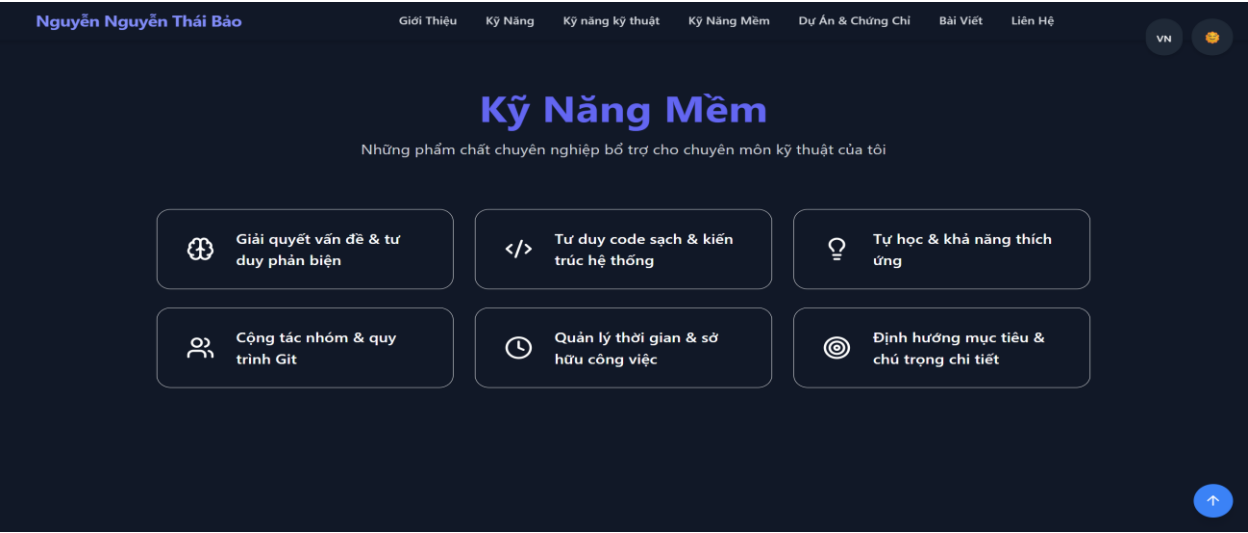 Nguyễn Nguyễn Thái Bảo
Giới Thiệu
Kỹ Năng
Kỹ năng kỹ thuật
Kỹ Năng Mềm
Dự Án & Chứng Chỉ
Bài Viết
Liên Hệ
VN
Kỹ Năng Mềm
Những phẩm chất chuyên nghiệp bổ trợ cho chuyên môn kỹ thuật của tôi
Giải quyết vấn đề & tư
duy phản biện
</>
Tư duy code sạch & kiến
trúc hệ thống
Tự học & khả năng thích
ứng
Cộng tác nhóm & quy
trình Git
Quản lý thời gian & sở
hữu công việc
Định hướng mục tiêu &
chú trọng chi tiết